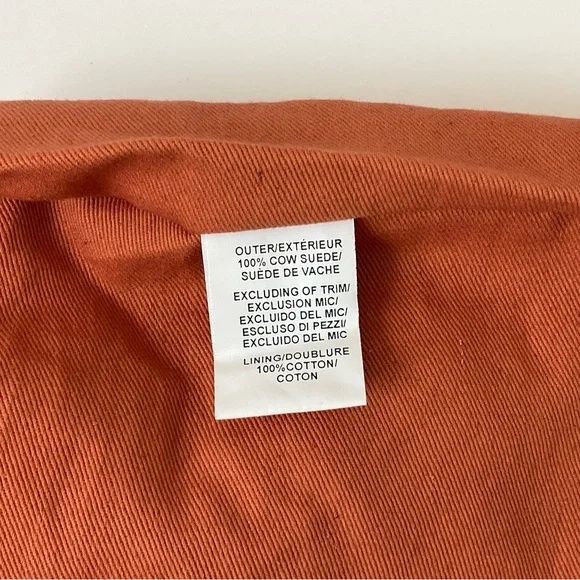 OUTER/EXTÉRIEUR
100% COW SUEDE/
SUÈDE DE VACHE
EXCLUDING OF TRIM/
EXCLUSION MIC/
EXCLUIDO DEL MIC/
ESCLUSO DI PEZZI/
EXCLUIDO DEL MIC
LINING/DOUBLURE
100%COTTON/
COTON